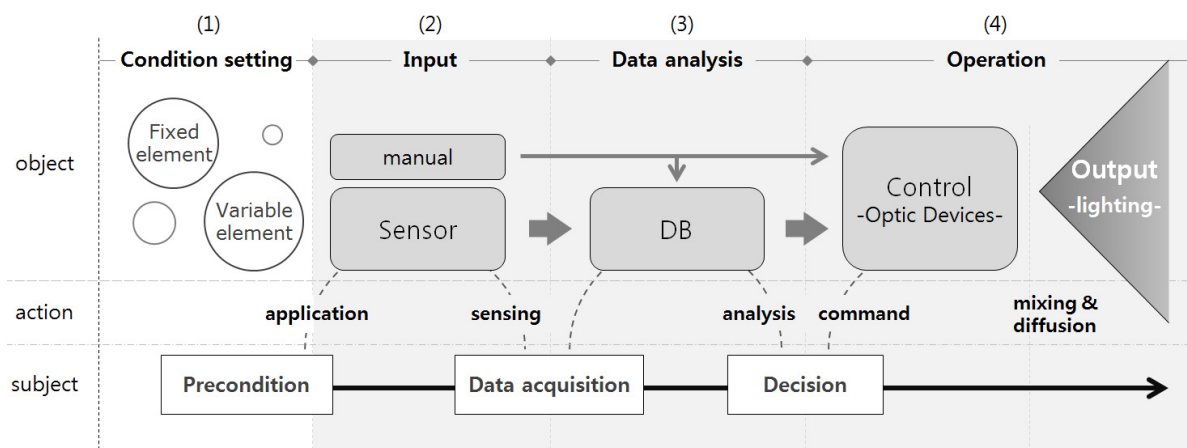 (1)
(2)
(3)
(4)
Condition setting
Input
Data analysis
Operation
object
Fixed
element
Variable
element
manual
Sensor
DB
Control
-Optic Devices-
Output
-lighting-
action
application
sensing
analysis
command
mixing &
diffusion
subject
Precondition
Data acquisition
Decision